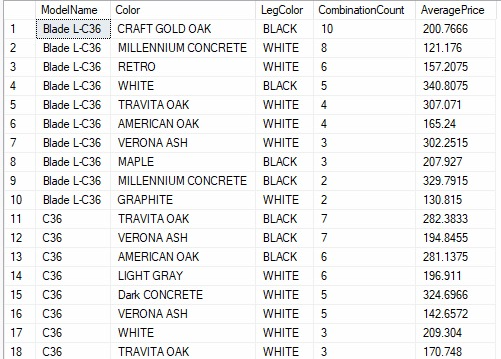 ModelName Color LegColor CombinationCount AveragePrice
1 Blade L-C36 CRAFT GOLD OAK BLACK 10 200.7666
2 Blade L-C36 MILLENNIUM CONCRETE WHITE 8 121.176
3 Blade L-C36 RETRO WHITE 6 157.2075
4 Blade L-C36 WHITE BLACK 5 340.8075
5 Blade L-C36 TRAVITA OAK WHITE 4 307.071
6 Blade L-C36 AMERICAN OAK WHITE 4 165.24
7 Blade L-C36 VERONA ASH WHITE 3 302.2515
8 Blade L-C36 MAPLE BLACK 3 207.927
9 Blade L-C36 MILLENNIUM CONCRETE BLACK 2 329.7915
10 Blade L-C36 GRAPHITE WHITE 2 130.815
11 C36 TRAVITA OAK BLACK 7 282.3833
12 C36 VERONA ASH BLACK 7 194.8455
13 C36 AMERICAN OAK BLACK 6 281.1375
14 C36 LIGHT GRAY WHITE 6 196.911
15 C36 Dark CONCRETE WHITE 5 324.6966
16 C36 VERONA ASH WHITE 5 142.6572
17 C36 WHITE WHITE 3 209.304
18 C36 TRAVITA OAK WHITE 3 170.748